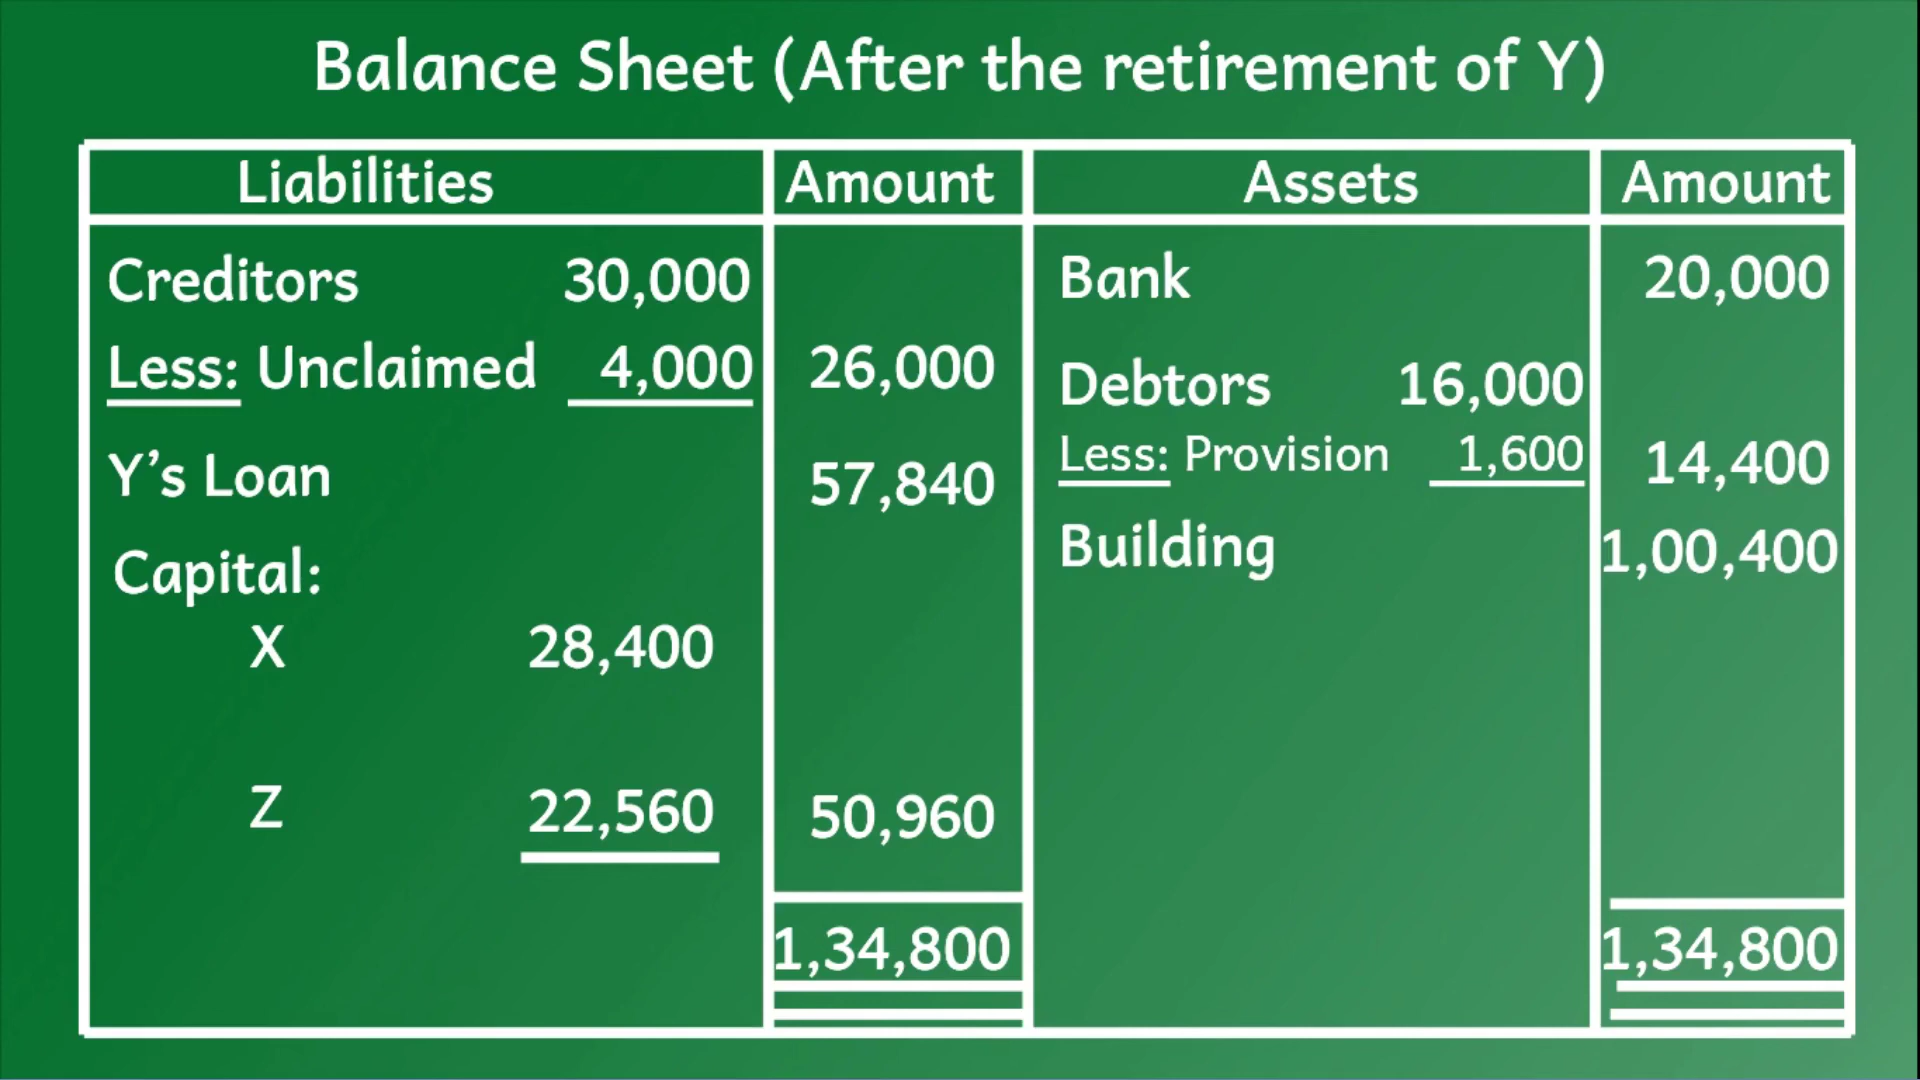 Balance Sheet (After the retirement of Y)
Liabilities Amount Assets Amount
Creditors 30,000 Bank 20,000
Less: Unclaimed 4,000 26,000 Debtors 16,000
Y's Loan 57,840 Less: Provision 1,600 14,400
Capital: Building 1,00,400
X 28,400
Z 22,560 50,960
1,34,800 1,34,800